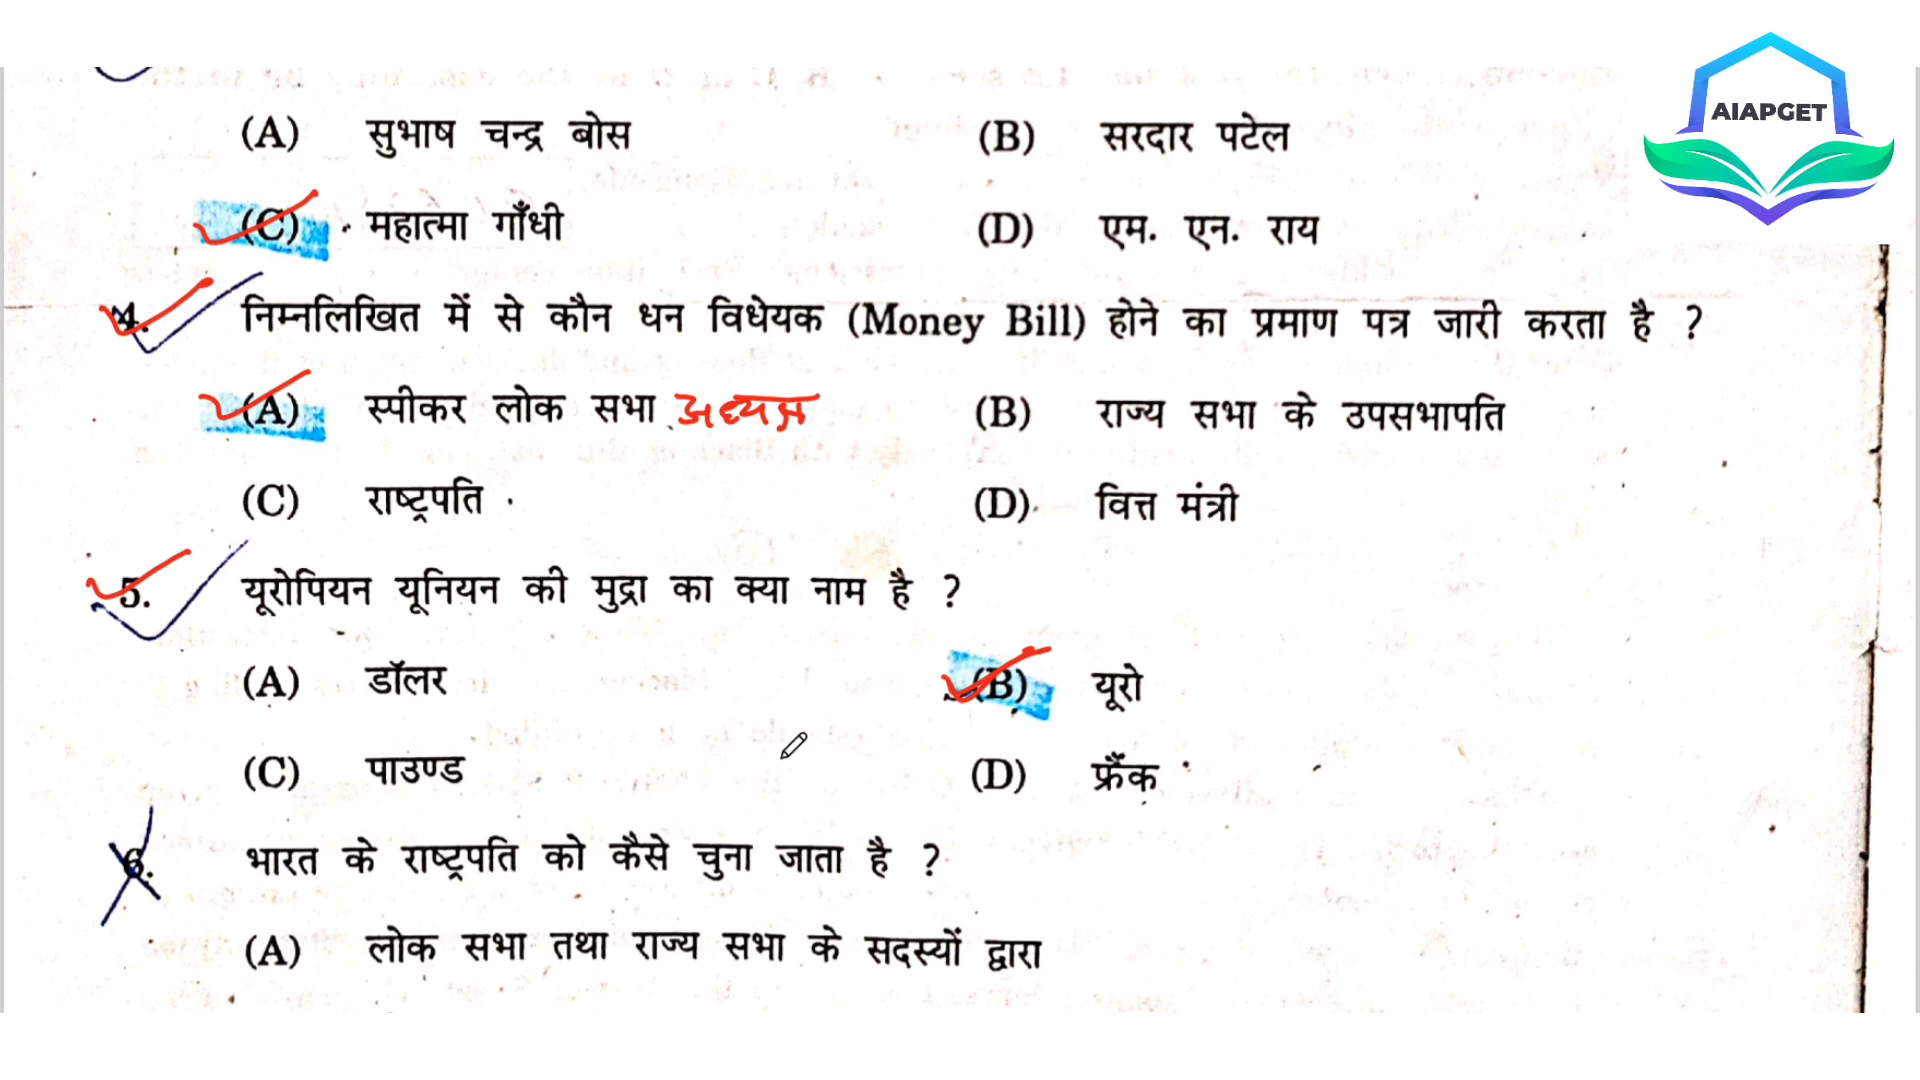 AIAPGET
(A) सुभाष चन्द्र बोस (B) सरदार पटेल
(C) महात्मा गाँधी (D) एम. एन. राय
4. निम्नलिखित में से कौन धन विधेयक (Money Bill) होने का प्रमाण पत्र जारी करता है ?
(A) स्पीकर लोक सभा अध्यक्ष (B) राज्य सभा के उपसभापति
(C) राष्ट्रपति (D) वित्त मंत्री
5. यूरोपियन यूनियन की मुद्रा का क्या नाम है ?
(A) डॉलर (B) यूरो
(C) पाउण्ड (D) फ्रैंक
6. भारत के राष्ट्रपति को कैसे चुना जाता है ?
(A) लोक सभा तथा राज्य सभा के सदस्यों द्वारा